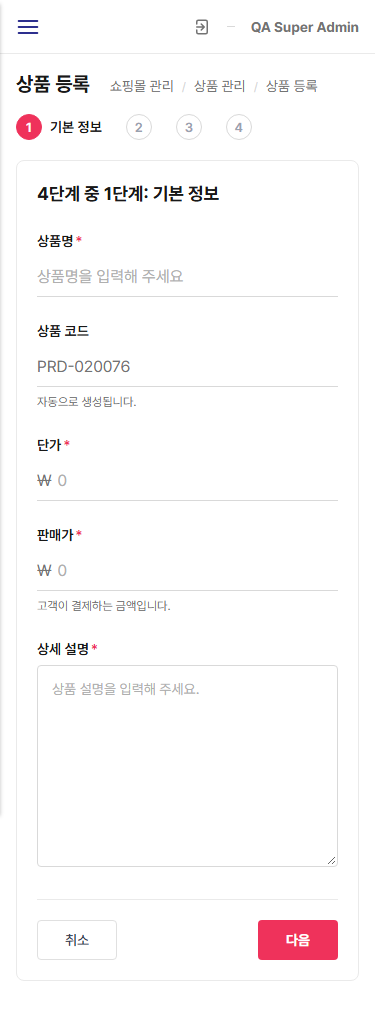 QA Super Admin
상품 등록 쇼핑몰 관리 / 상품 관리 / 상품 등록
1 기본 정보 2 3 4
4단계 중 1단계: 기본 정보
상품명 *
상품명을 입력해 주세요
상품 코드
PRD-020076
자동으로 생성됩니다.
단가 *
₩ 0
판매가 *
₩ 0
고객이 결제하는 금액입니다.
상세 설명 *
상품 설명을 입력해 주세요.
취소 다음